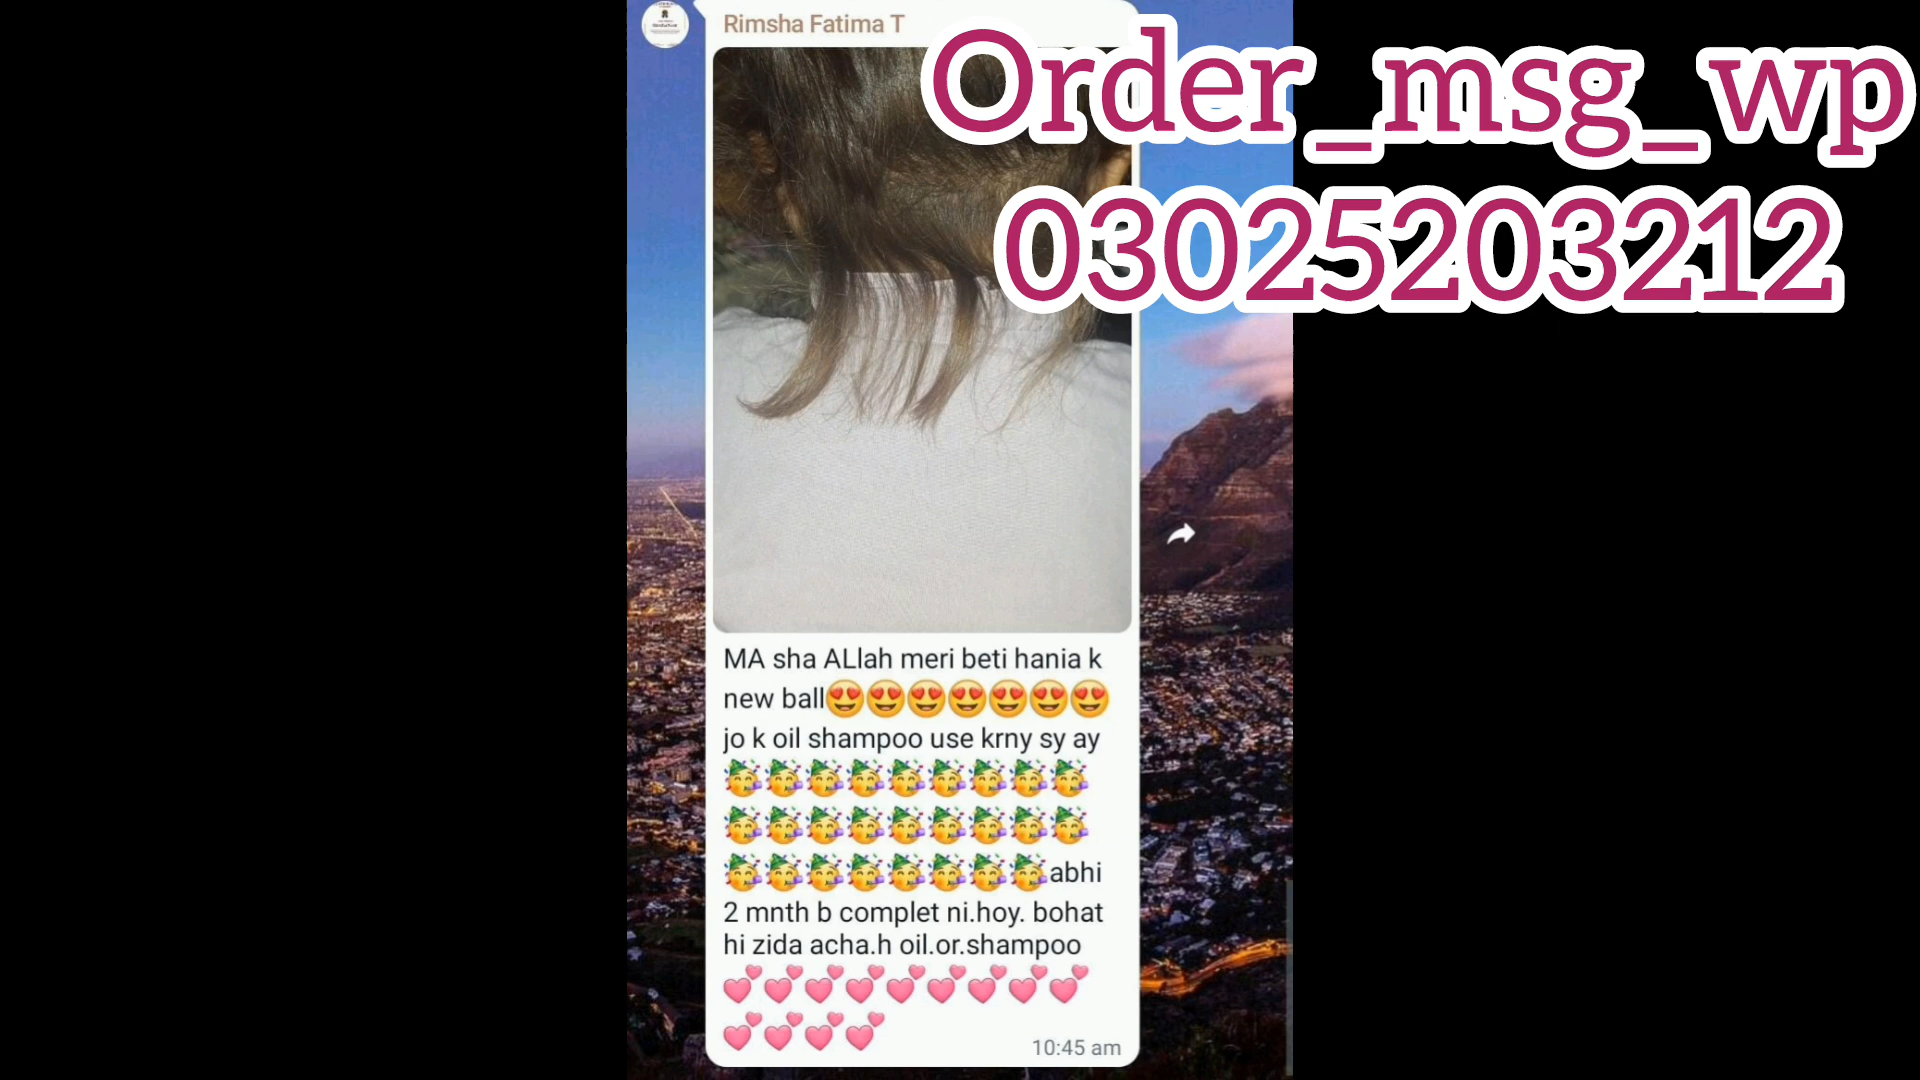 Rimsha Fatima T
Order_msg_wp
03025203212
MA sha ALlah meri beti hania k
new ball😍😍😍😍😍😍😍
jo k oil shampoo use krny sy ay
🥳🥳🥳🥳🥳🥳🥳🥳🥳
🥳🥳🥳🥳🥳🥳🥳🥳🥳
🥳🥳🥳🥳🥳🥳🥳🥳abhi
2 mnth b complet ni.hoy. bohat
hi zida acha.h oil.or.shampoo
💕💕💕💕💕💕💕💕💕
💕💕💕💕
10:45 am